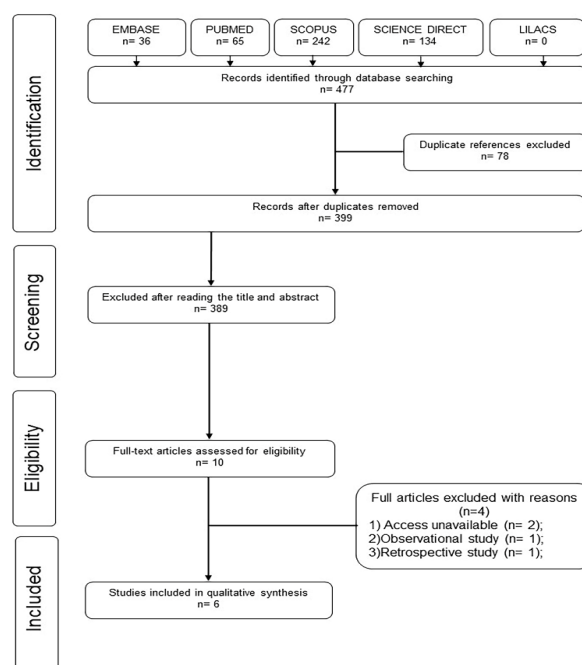 EMBASE
n= 36
PUBMED
n= 65
SCOPUS
n= 242
SCIENCE DIRECT
n= 134
LILACS
n= 0
Identification
Records identified through database searching
n= 477
Duplicate references excluded
n= 78
Records after duplicates removed
n= 399
Screening
Excluded after reading the title and abstract
n= 389
Eligibility
Full-text articles assessed for eligibility
n= 10
Full articles excluded with reasons
(n=4)
1) Access unavailable (n= 2);
2)Observational study (n= 1);
3)Retrospective study (n= 1);
Included
Studies included in qualitative synthesis
n= 6